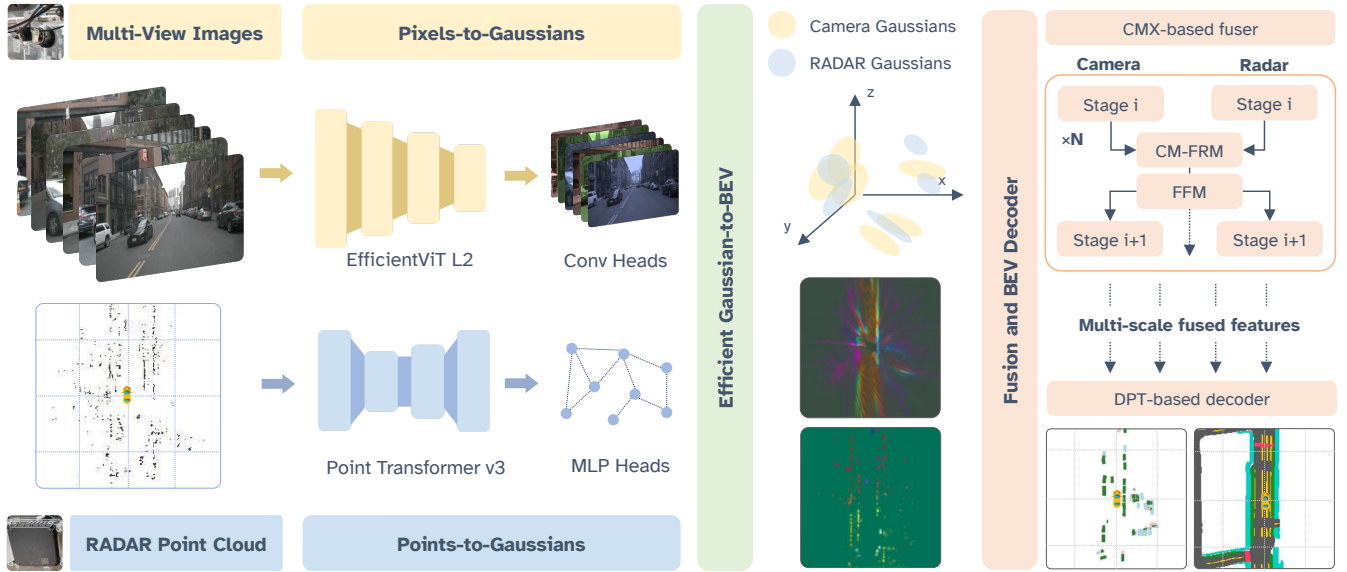 Multi-View Images
Pixels-to-Gaussians
EfficientViT L2
Conv Heads
Point Transformer v3
MLP Heads
RADAR Point Cloud
Points-to-Gaussians
Efficient Gaussian-to-BEV
Camera Gaussians
RADAR Gaussians
z
x
y
Fusion and BEV Decoder
CMX-based fuser
Camera
Radar
Stage i
Stage i
×N
CM-FRM
FFM
Stage i+1
Stage i+1
Multi-scale fused features
DPT-based decoder